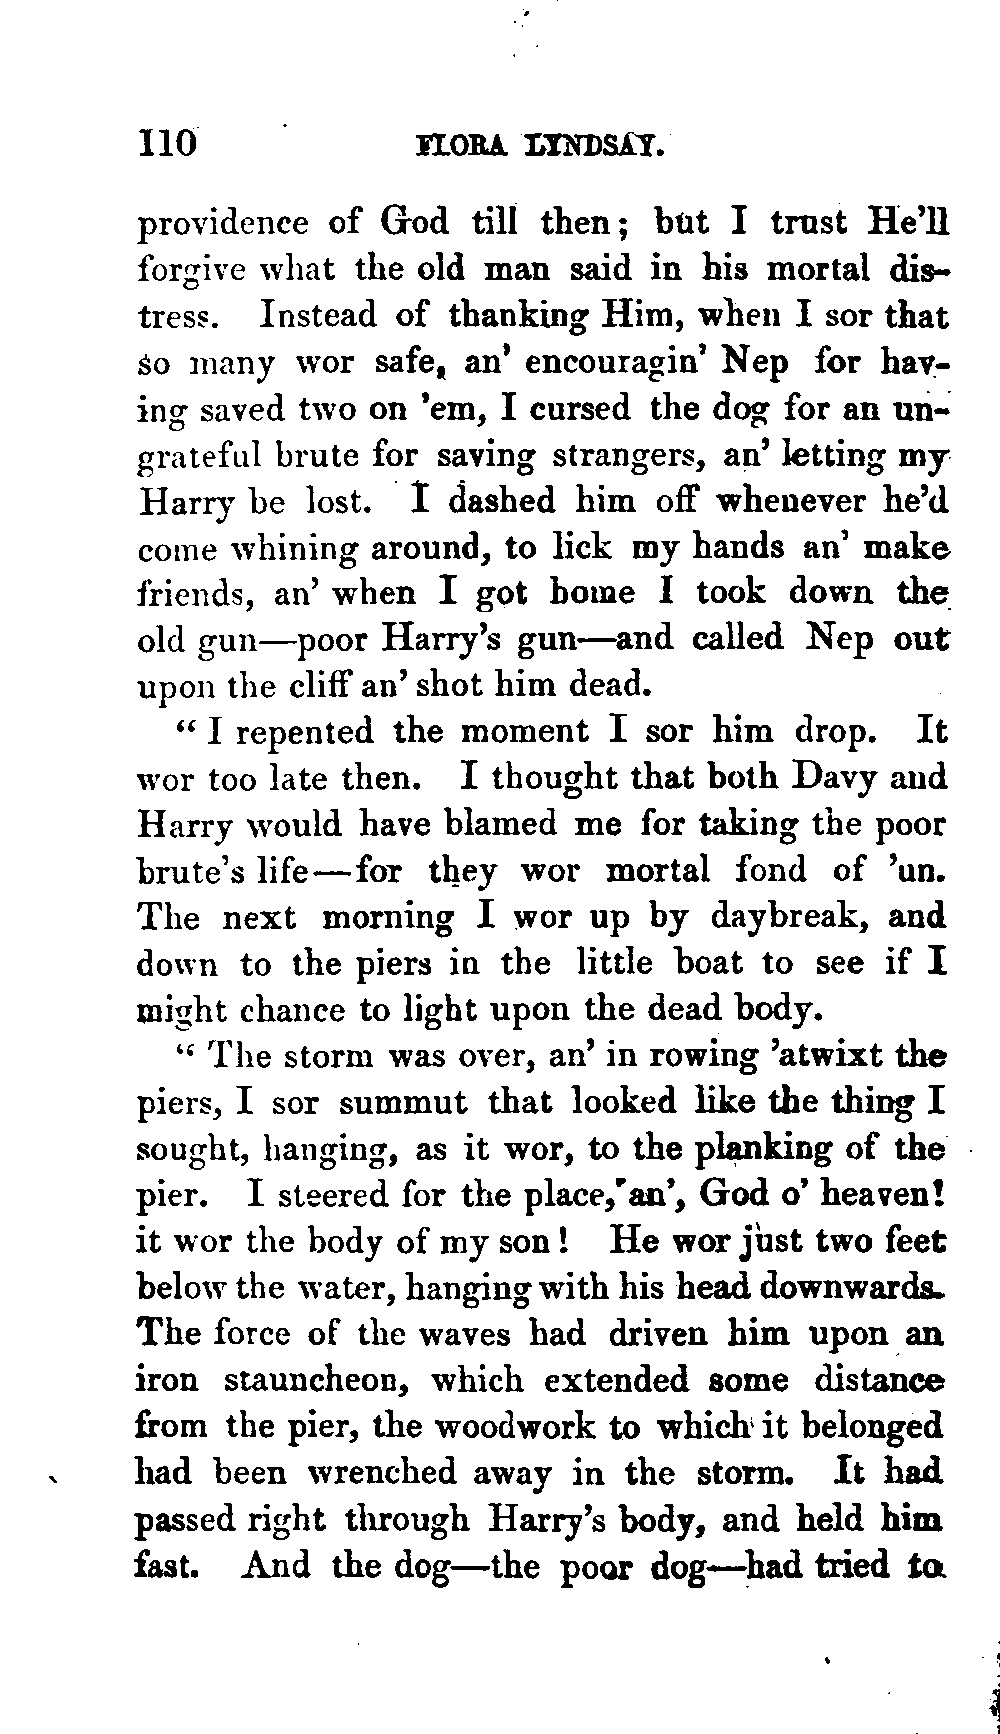 110 FLORA LYNDSAY.
providence of God till then; but I trust He'll
forgive what the old man said in his mortal dis-
tress. Instead of thanking Him, when I sor that
so many wor safe, an' encouragin' Nep for hav-
ing saved two on 'em, I cursed the dog for an un-
grateful brute for saving strangers, an' letting my
Harry be lost. I dashed him off whenever he'd
come whining around, to lick my hands an' make
friends, an' when I got home I took down the
old gun—poor Harry's gun—and called Nep out
upon the cliff an' shot him dead.
“ I repented the moment I sor him drop. It
wor too late then. I thought that both Davy and
Harry would have blamed me for taking the poor
brute's life—for they wor mortal fond of 'un.
The next morning I wor up by daybreak, and
down to the piers in the little boat to see if I
might chance to light upon the dead body.
“ The storm was over, an' in rowing 'atwixt the
piers, I sor summut that looked like the thing I
sought, hanging, as it wor, to the planking of the
pier. I steered for the place, an', God o' heaven!
it wor the body of my son! He wor just two feet
below the water, hanging with his head downwards.
The force of the waves had driven him upon an
iron stauncheon, which extended some distance
from the pier, the woodwork to which it belonged
had been wrenched away in the storm. It had
passed right through Harry's body, and held him
fast. And the dog—the poor dog—had tried to